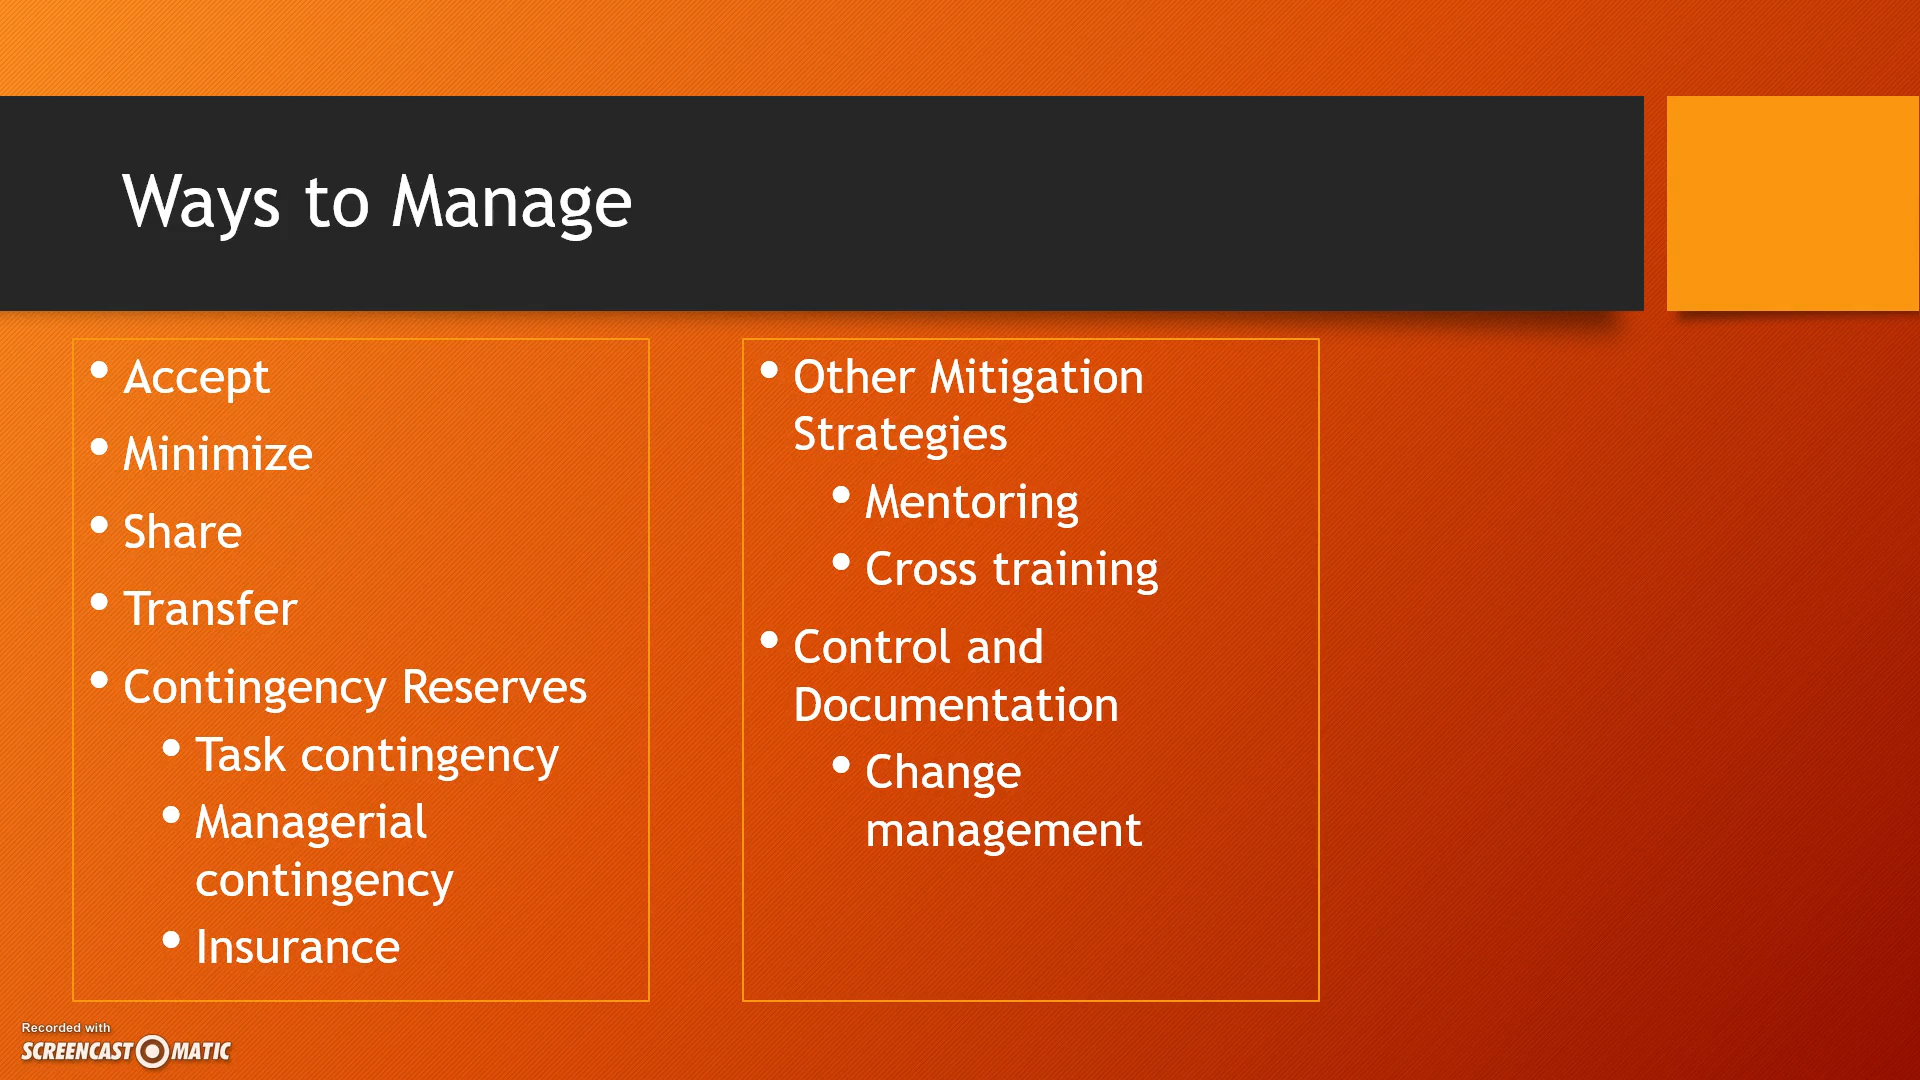 Ways to Manage
• Accept
• Minimize
• Share
• Transfer
• Contingency Reserves
• Task contingency
• Managerial
contingency
• Insurance
• Other Mitigation
Strategies
• Mentoring
• Cross training
• Control and
Documentation
• Change
management
Recorded with
SCREENCAST MATIC